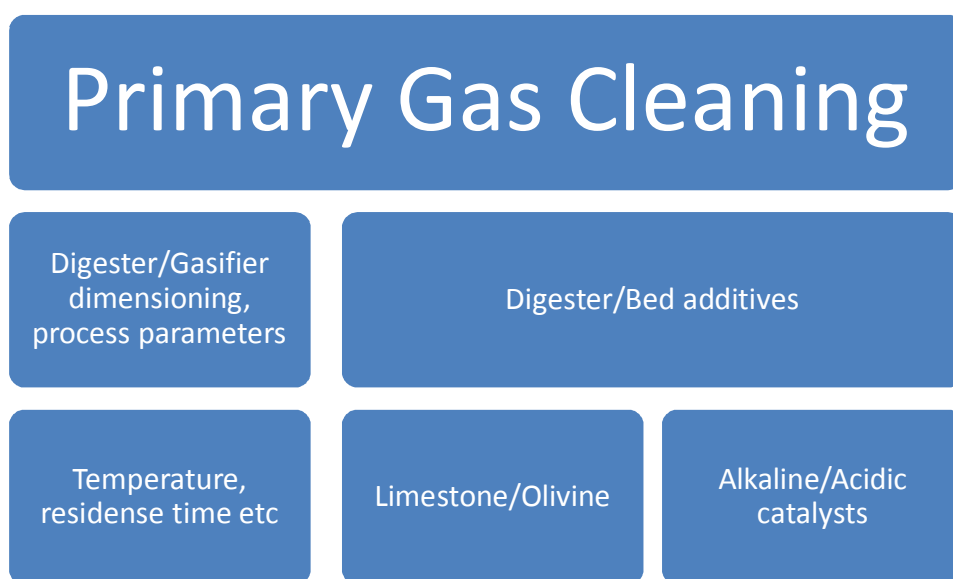 Primary Gas Cleaning
Digester/Gasifier
dimensioning,
process parameters
Digester/Bed additives
Temperature,
residense time etc
Limestone/Olivine
Alkaline/Acidic
catalysts